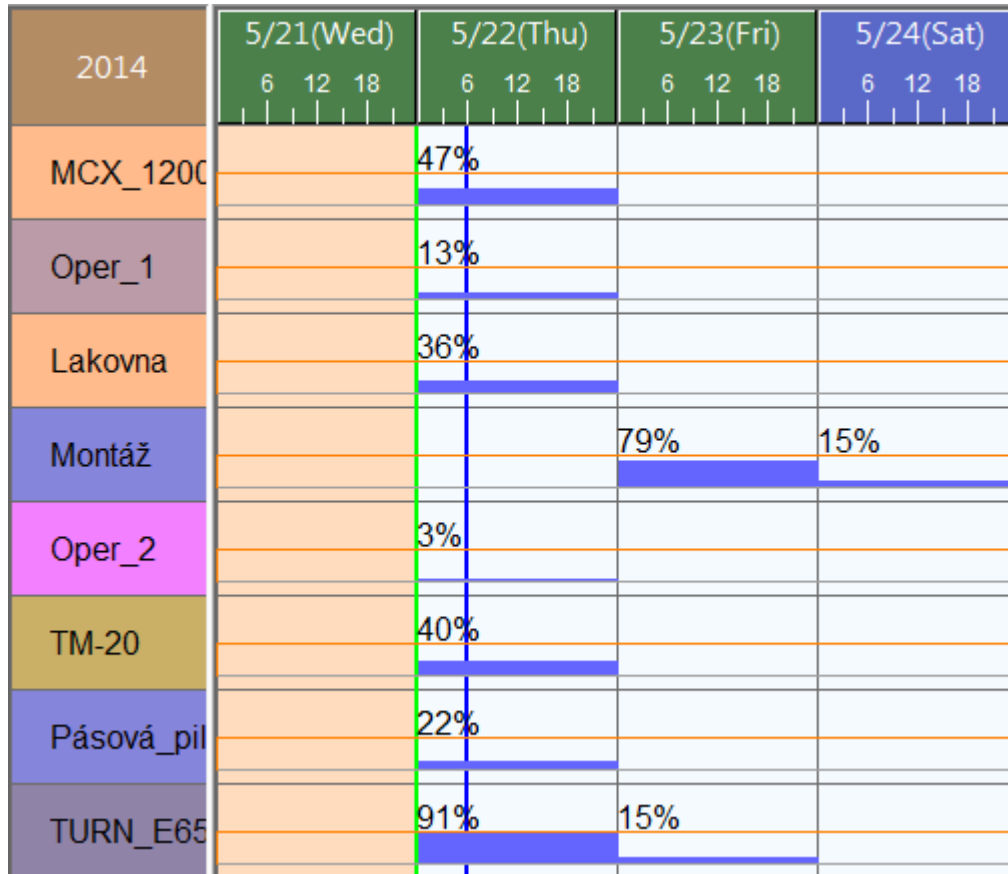 2014
5/21(Wed) 5/22(Thu) 5/23(Fri) 5/24(Sat)
6 12 18 6 12 18 6 12 18 6 12 18
MCX_1200 47%
Oper_1 13%
Lakovna 36%
Montáž 79% 15%
Oper_2 3%
TM-20 40%
Pásová_pil 22%
TURN_E65 91% 15%